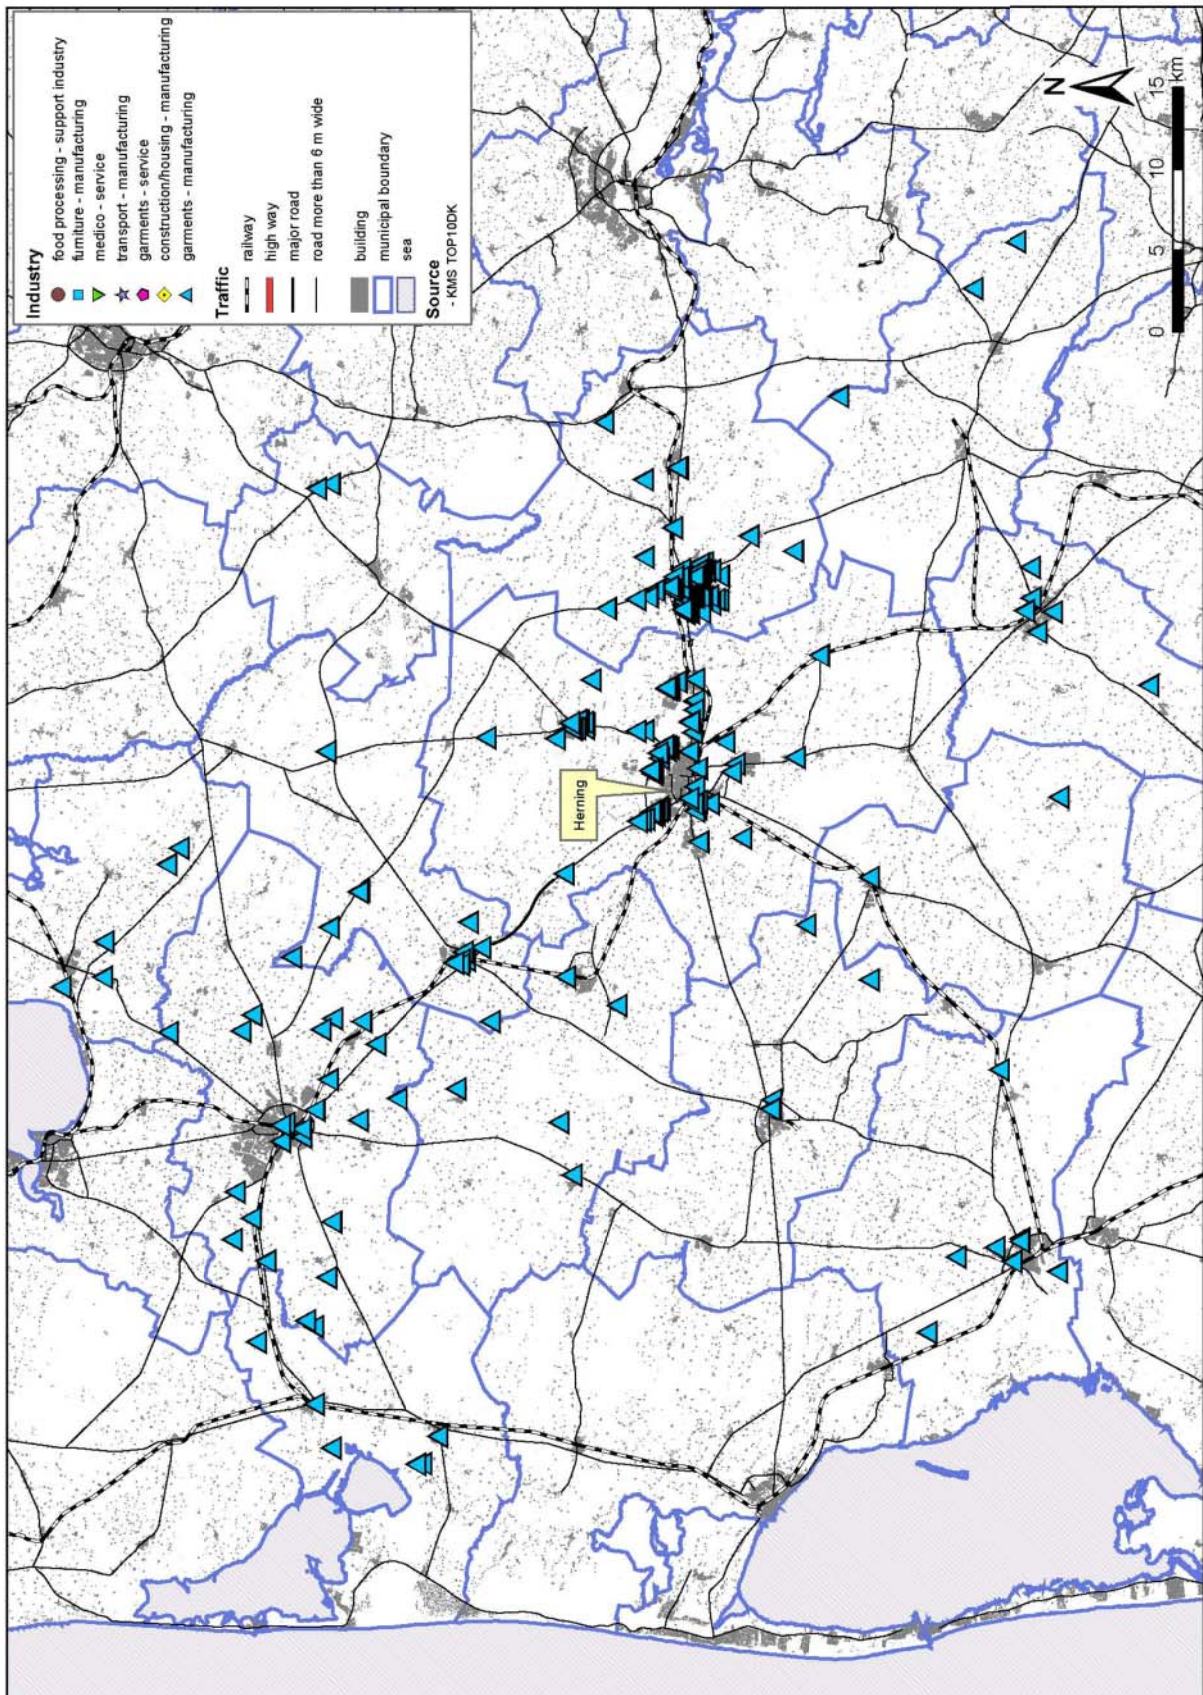 Industry
food processing - support industry
furniture - manufacturing
medico - service
transport - manufacturing
garments - service
construction/housing - manufacturing
garments - manufacturing
Traffic
railway
high way
major road
road more than 6 m wide
building
municipal boundary
sea
Source
- KMS TOP10DK
Herning
N
0 5 10 15
km